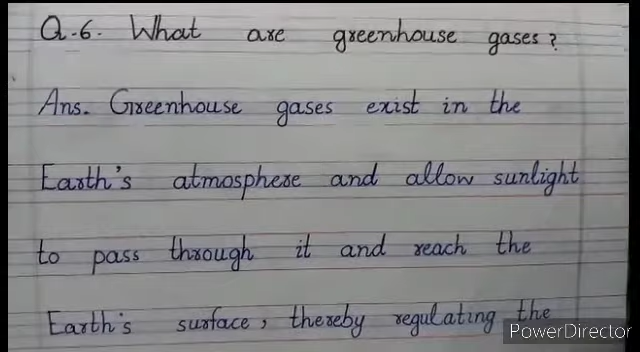 Q.6. What are greenhouse gases?
Ans. Greenhouse gases exist in the
Earth's atmosphere and allow sunlight
to pass through it and reach the
Earth's surface, thereby regulating the
PowerDirector